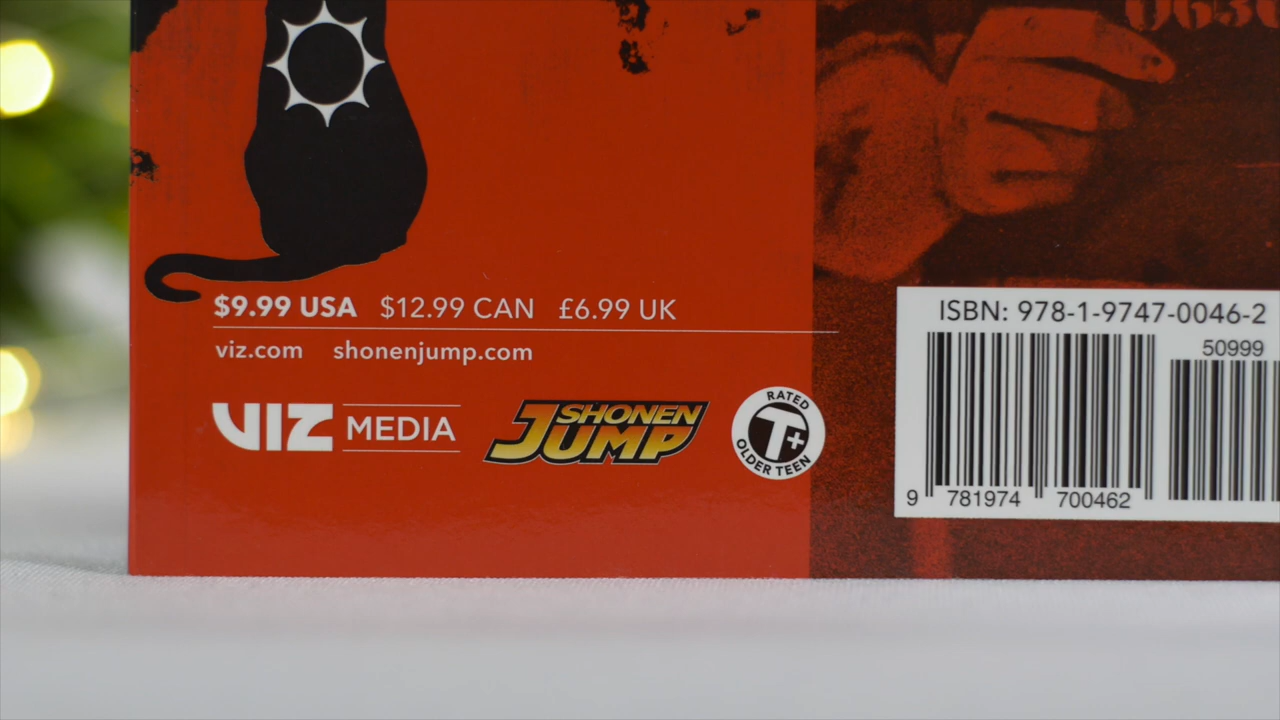 $9.99 USA $12.99 CAN £6.99 UK
viz.com shonenjump.com
VIZ MEDIA
SHONEN
JUMP
RATED
T+
OLDER TEEN
ISBN: 978-1-9747-0046-2
50999
9 781974 700462